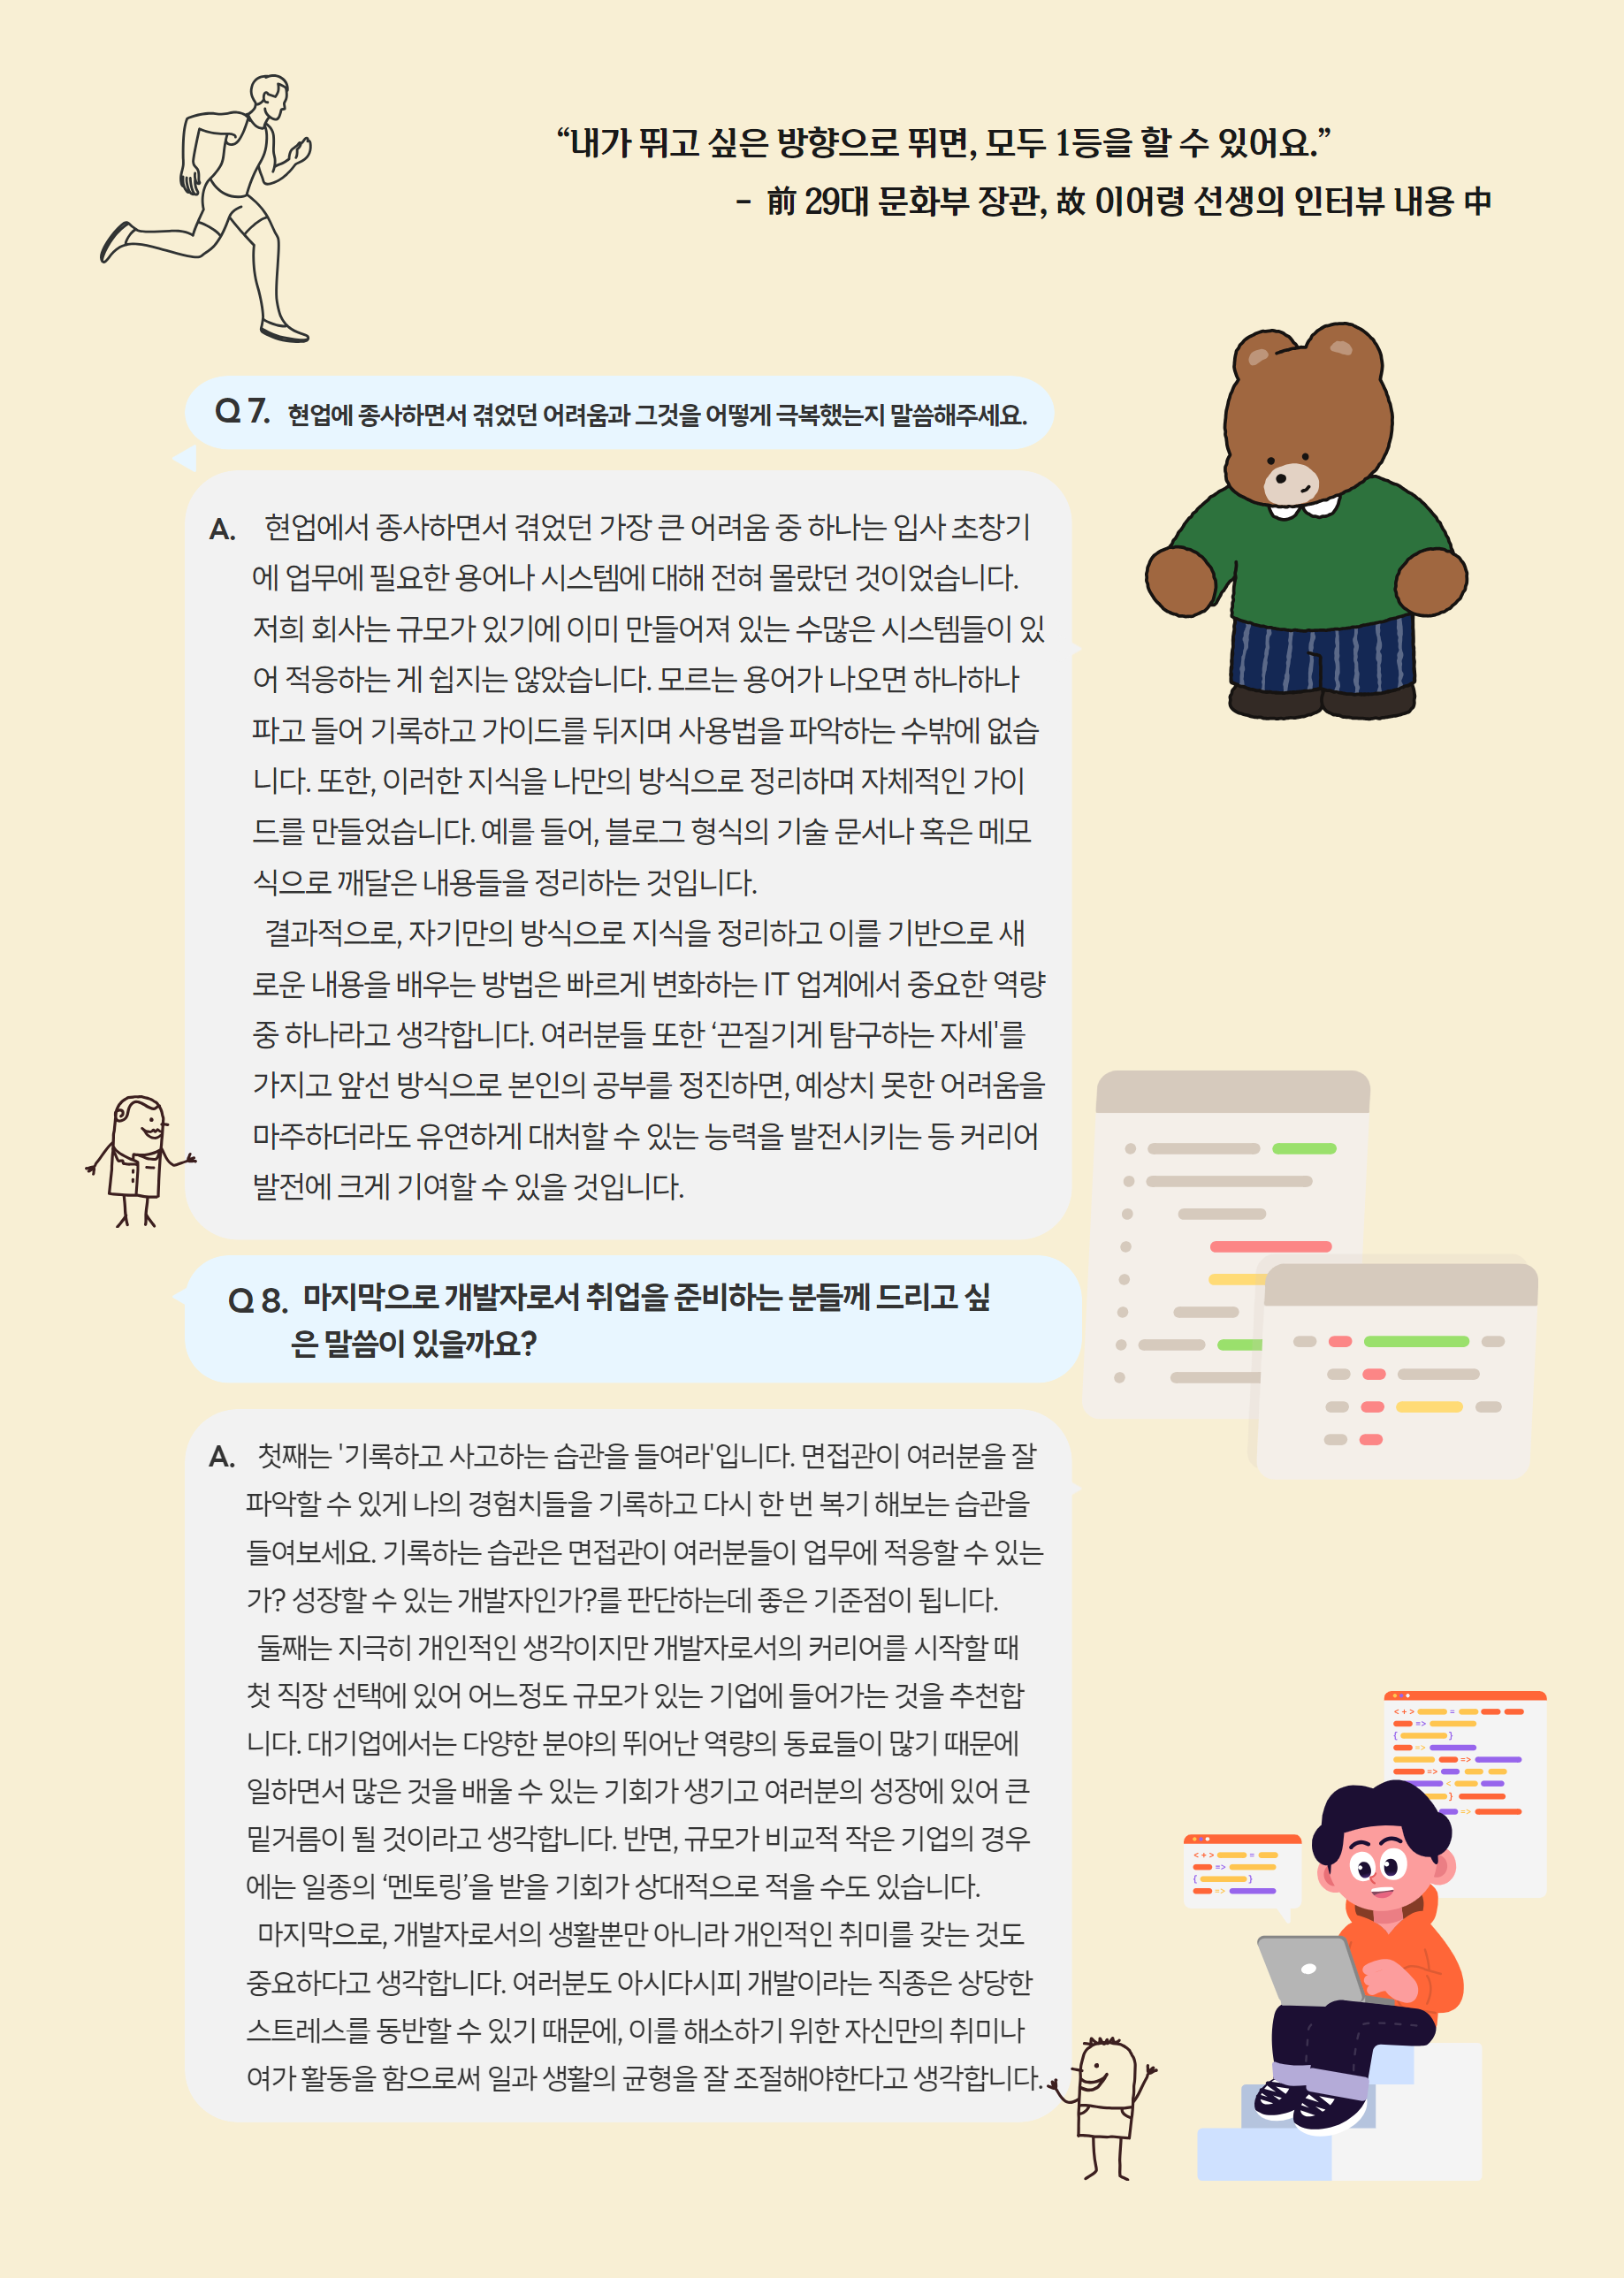 “내가 뛰고 싶은 방향으로 뛰면, 모두 1등을 할 수 있어요.”
- 前 29대 문화부 장관, 故 이어령 선생의 인터뷰 내용 中
Q 7. 현업에 종사하면서 겪었던 어려움과 그것을 어떻게 극복했는지 말씀해주세요.
A. 현업에서 종사하면서 겪었던 가장 큰 어려움 중 하나는 입사 초창기
에 업무에 필요한 용어나 시스템에 대해 전혀 몰랐던 것이었습니다.
저희 회사는 규모가 있기에 이미 만들어져 있는 수많은 시스템들이 있
어 적응하는 게 쉽지는 않았습니다. 모르는 용어가 나오면 하나하나
파고 들어 기록하고 가이드를 뒤지며 사용법을 파악하는 수밖에 없습
니다. 또한, 이러한 지식을 나만의 방식으로 정리하며 자체적인 가이
드를 만들었습니다. 예를 들어, 블로그 형식의 기술 문서나 혹은 메모
식으로 깨달은 내용들을 정리하는 것입니다.
결과적으로, 자기만의 방식으로 지식을 정리하고 이를 기반으로 새
로운 내용을 배우는 방법은 빠르게 변화하는 IT 업계에서 중요한 역량
중 하나라고 생각합니다. 여러분들 또한 ‘끈질기게 탐구하는 자세'를
가지고 앞선 방식으로 본인의 공부를 정진하면, 예상치 못한 어려움을
마주하더라도 유연하게 대처할 수 있는 능력을 발전시키는 등 커리어
발전에 크게 기여할 수 있을 것입니다.
Q 8. 마지막으로 개발자로서 취업을 준비하는 분들께 드리고 싶
은 말씀이 있을까요?
A. 첫째는 '기록하고 사고하는 습관을 들여라'입니다. 면접관이 여러분을 잘
파악할 수 있게 나의 경험치들을 기록하고 다시 한 번 복기 해보는 습관을
들여보세요. 기록하는 습관은 면접관이 여러분들이 업무에 적응할 수 있는
가? 성장할 수 있는 개발자인가?를 판단하는데 좋은 기준점이 됩니다.
둘째는 지극히 개인적인 생각이지만 개발자로서의 커리어를 시작할 때
첫 직장 선택에 있어 어느정도 규모가 있는 기업에 들어가는 것을 추천합
니다. 대기업에서는 다양한 분야의 뛰어난 역량의 동료들이 많기 때문에
일하면서 많은 것을 배울 수 있는 기회가 생기고 여러분의 성장에 있어 큰
밑거름이 될 것이라고 생각합니다. 반면, 규모가 비교적 작은 기업의 경우
에는 일종의 ‘멘토링’을 받을 기회가 상대적으로 적을 수도 있습니다.
마지막으로, 개발자로서의 생활뿐만 아니라 개인적인 취미를 갖는 것도
중요하다고 생각합니다. 여러분도 아시다시피 개발이라는 직종은 상당한
스트레스를 동반할 수 있기 때문에, 이를 해소하기 위한 자신만의 취미나
여가 활동을 함으로써 일과 생활의 균형을 잘 조절해야한다고 생각합니다.